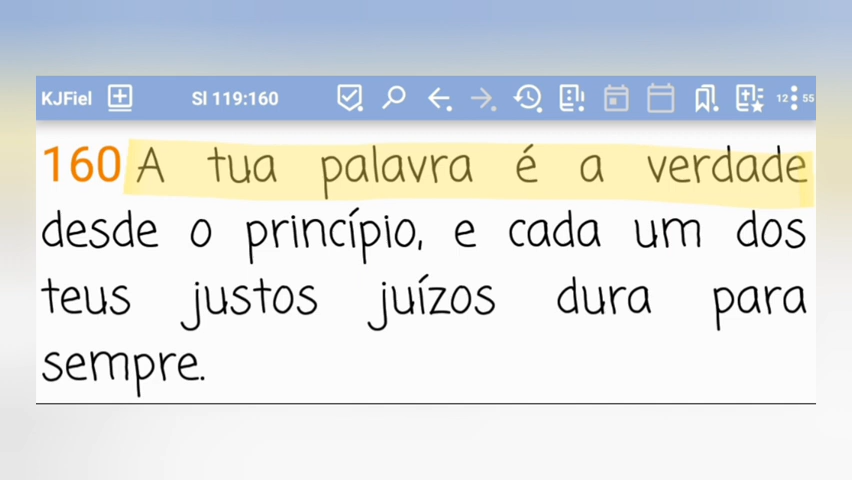 KJFiel Sl 119:160 12 55
160 A tua palavra é a verdade
desde o princípio, e cada um dos
teus justos juízos dura para
sempre.